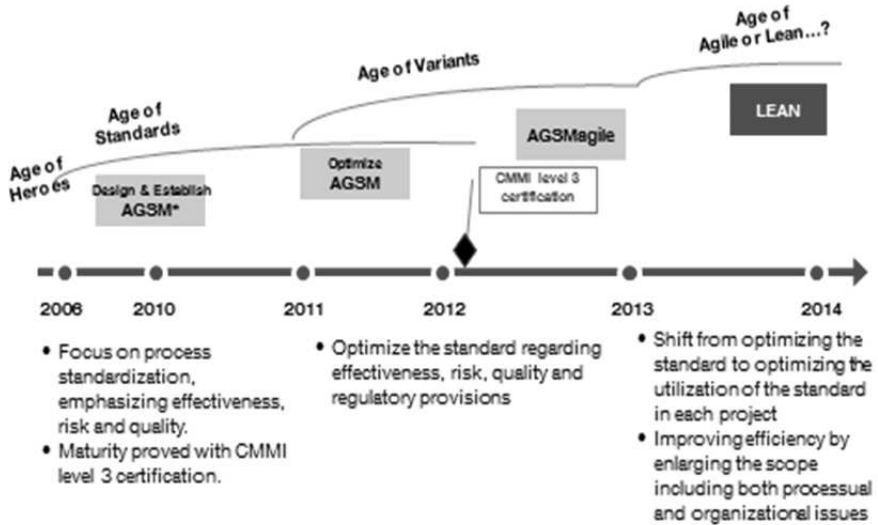 Age of
Agile or Lean...?
Age of Variants
Age of
Standards
Age of
Heroes
LEAN
AGSMagile
Optimize
AGSM
CMMI level 3
certification
Design & Establish
AGSM*
2006
2010
2011
2012
2013
2014
• Focus on process
standardization,
emphasizing effectiveness,
risk and quality.
• Maturity proved with CMMI
level 3 certification.
• Optimize the standard regarding
effectiveness, risk, quality and
regulatory provisions
• Shift from optimizing the
standard to optimizing the
utilization of the standard
in each project
• Improving efficiency by
enlarging the scope
including both processual
and organizational issues